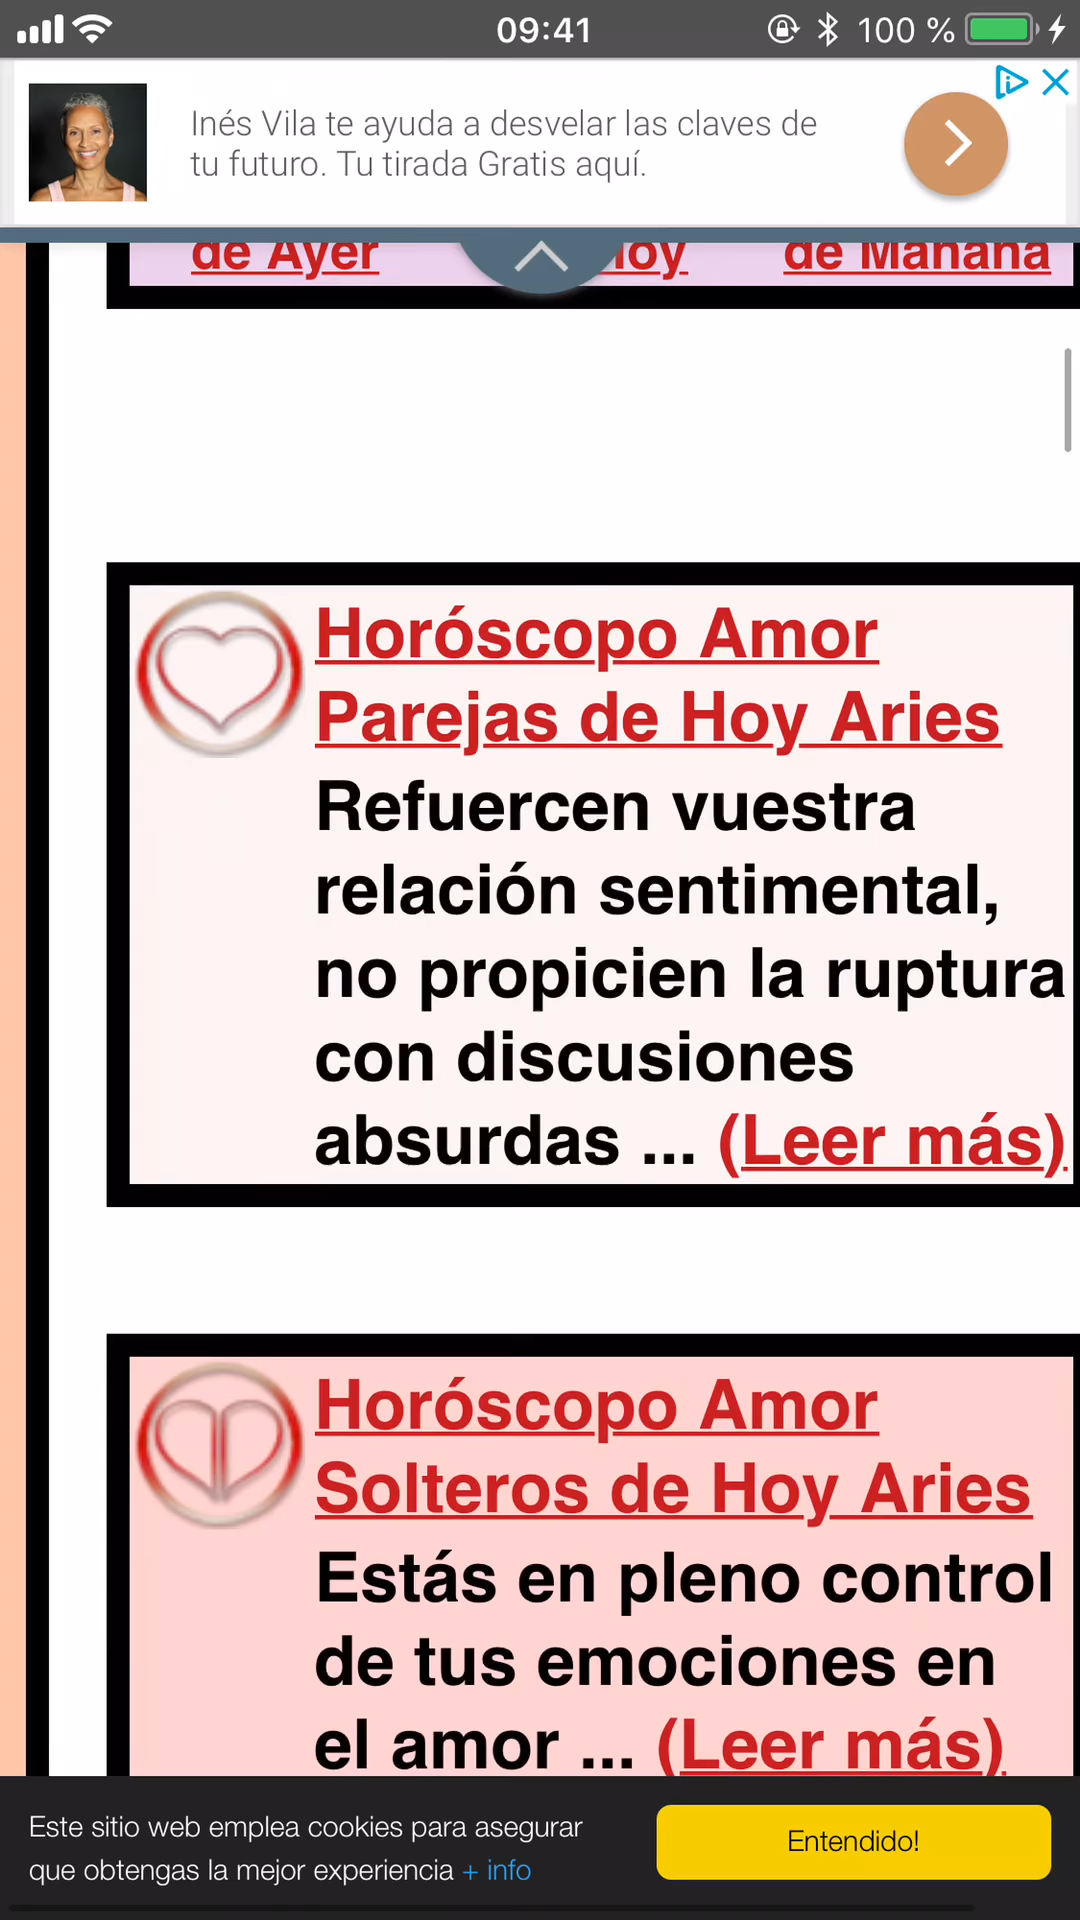 09:41
100 %
Inés Vila te ayuda a desvelar las claves de
tu futuro. Tu tirada Gratis aquí.
de Ayer de Mañana
Horóscopo Amor
Parejas de Hoy Aries
Refuercen vuestra
relación sentimental,
no propicien la ruptura
con discusiones
absurdas ... (Leer más)
Horóscopo Amor
Solteros de Hoy Aries
Estás en pleno control
de tus emociones en
el amor ... (Leer más)
Este sitio web emplea cookies para asegurar
que obtengas la mejor experiencia + info
Entendido!